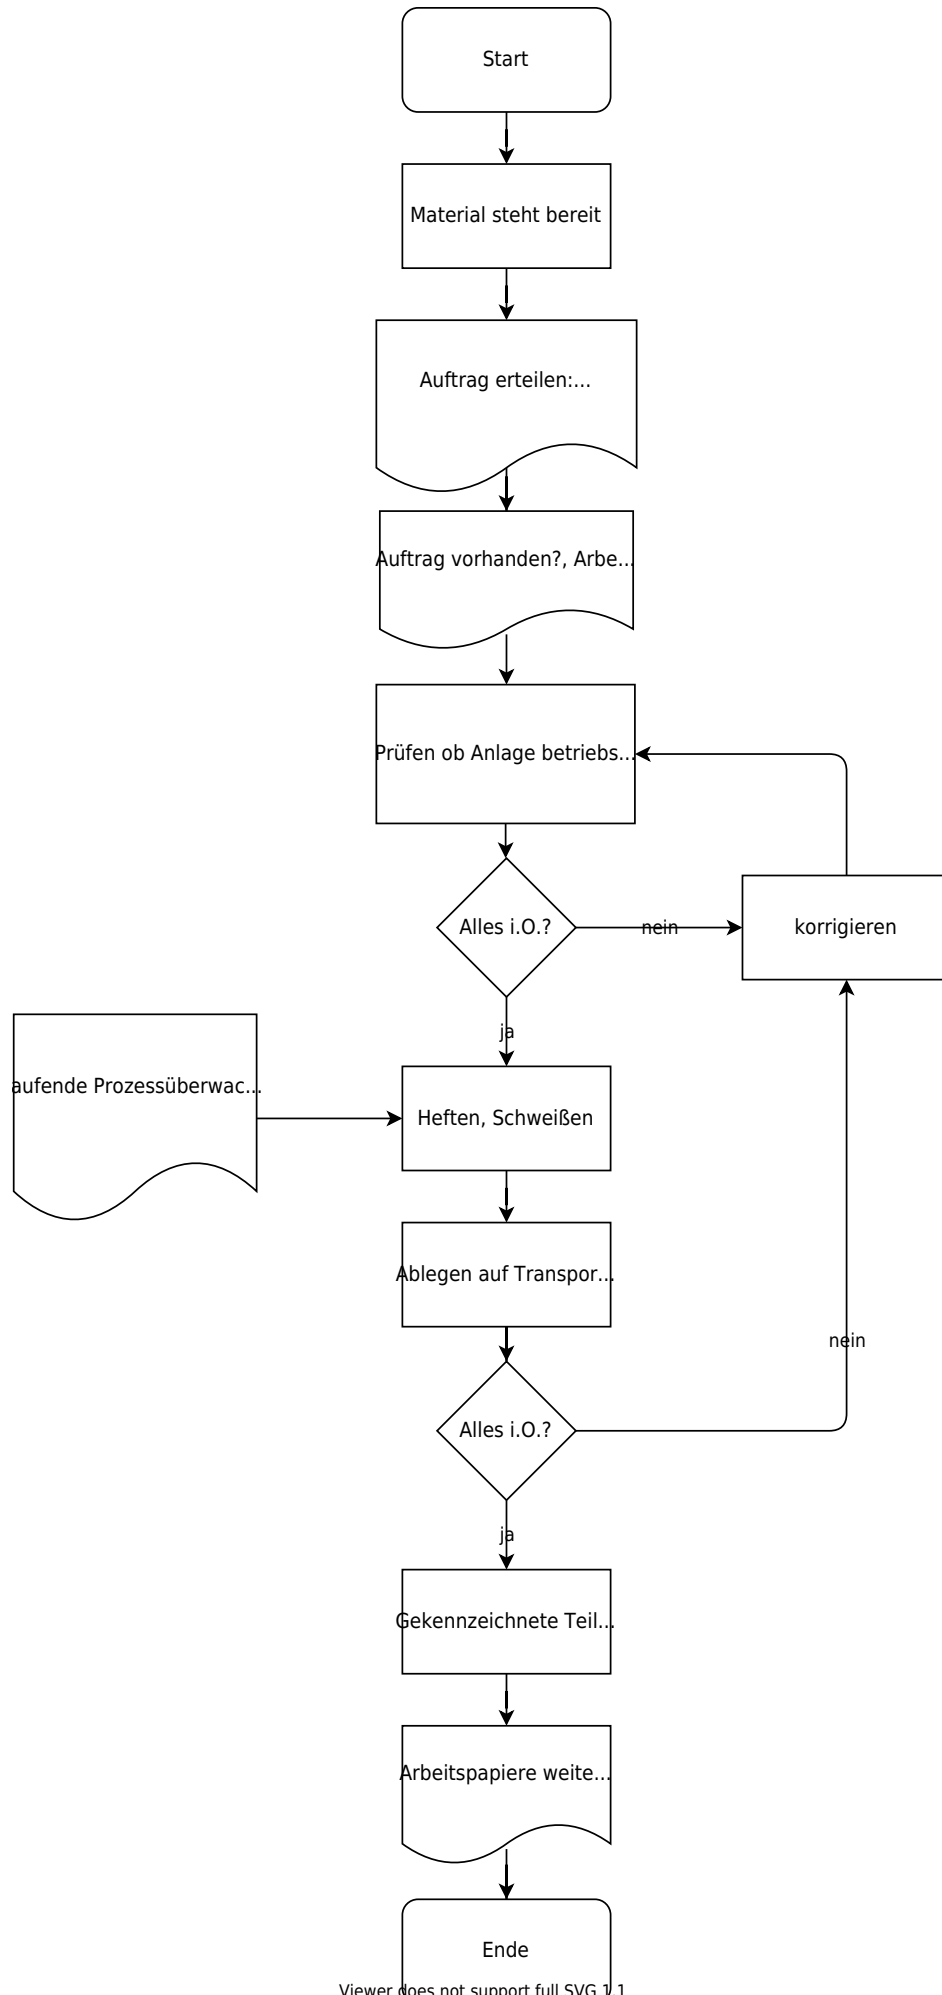 Start
Material steht bereit
Auftrag erteilen:...
Auftrag vorhanden?, Arbe...
Prüfen ob Anlage betriebs...
Alles i.O.?
nein
korrigieren
ja
aufende Prozessüberwac...
Heften, Schweißen
Ablegen auf Transpor...
nein
Alles i.O.?
ja
Gekennzeichnete Teil...
Arbeitspapiere weite...
Ende
Viewer does not support full SVG 1.1